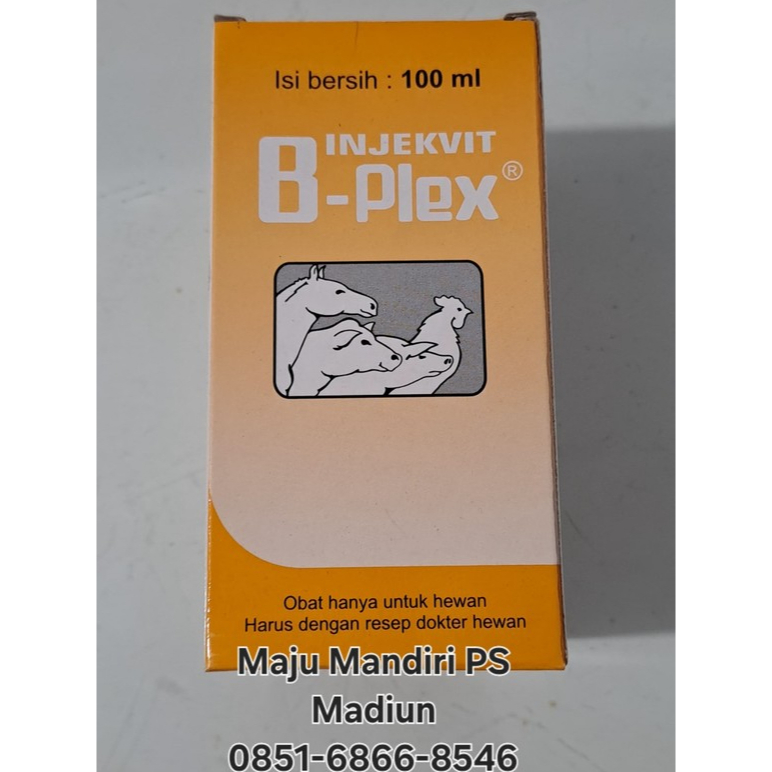 Isi bersih : 100 ml
INJEKVIT
B-Plex®
Obat hanya untuk hewan
Harus dengan resep dokter hewan
Maju Mandiri PS
Madiun
0851-6866-8546